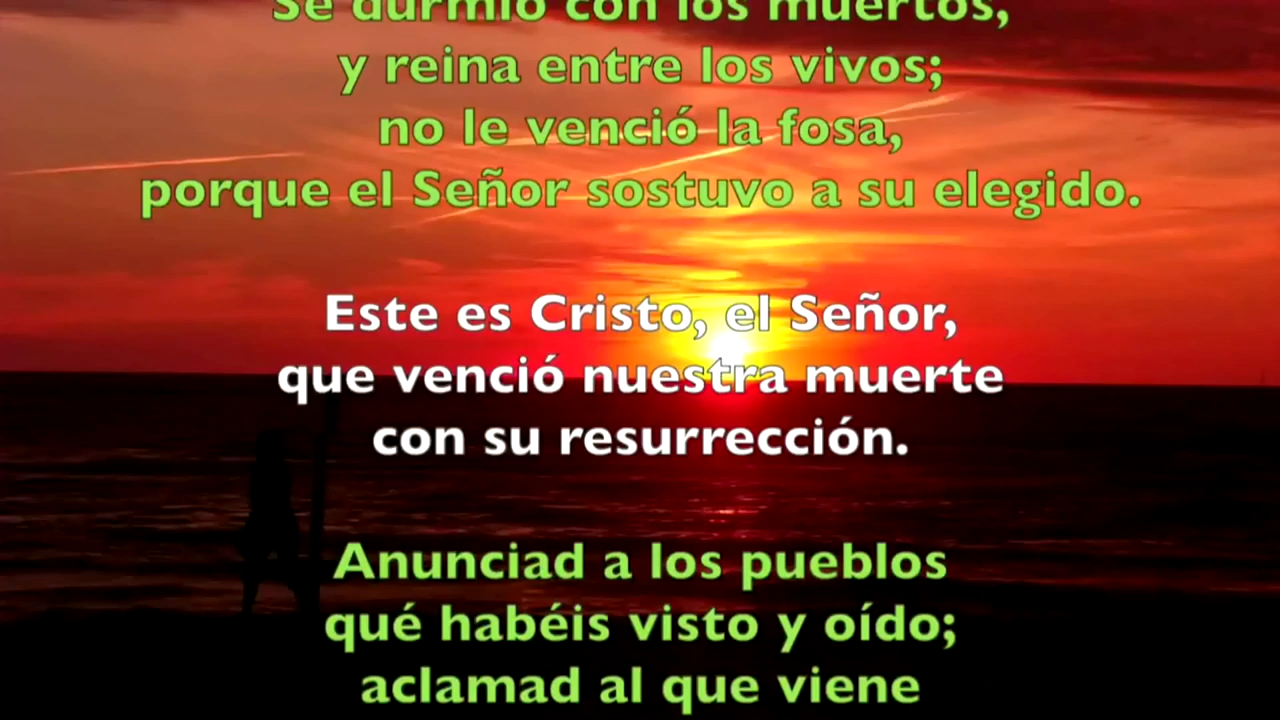 Se durmió con los muertos,
y reina entre los vivos;
no le venció la fosa,
porque el Señor sostuvo a su elegido.
Este es Cristo, el Señor,
que venció nuestra muerte
con su resurrección.
Anunciad a los pueblos
qué habéis visto y oído;
aclamad al que viene